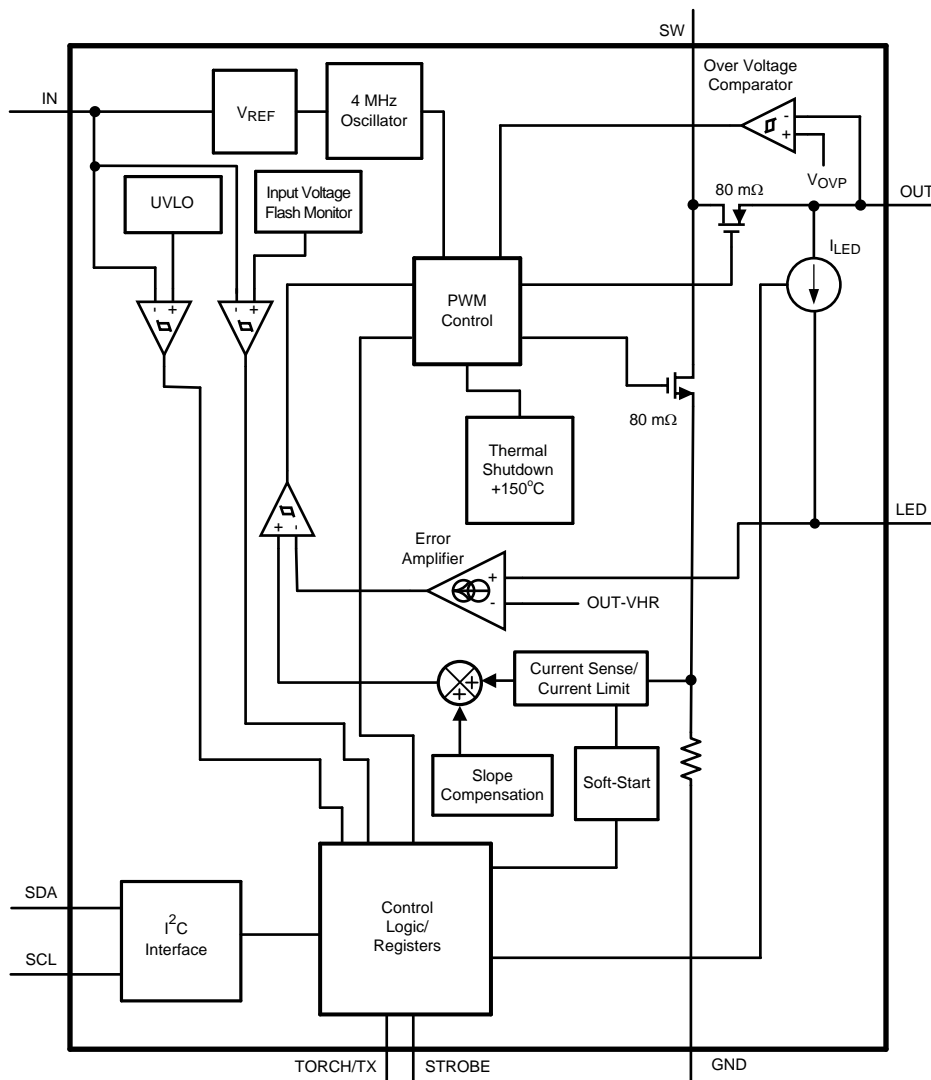 SW
Over Voltage
Comparator
IN
VREF
4 MHz
Oscillator
-
+
VOVP
80 mΩ
OUT
UVLO
Input Voltage
Flash Monitor
ILED
- +
- +
PWM
Control
80 mΩ
Thermal
Shutdown
+150°C
LED
+ -
Error
Amplifier
+
-
OUT-VHR
Current Sense/
Current Limit
+
+
Slope
Compensation
Soft-Start
SDA
I2C
Interface
SCL
Control
Logic/
Registers
TORCH/TX
STROBE
GND